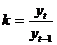 k = y_t / y_{t-1}